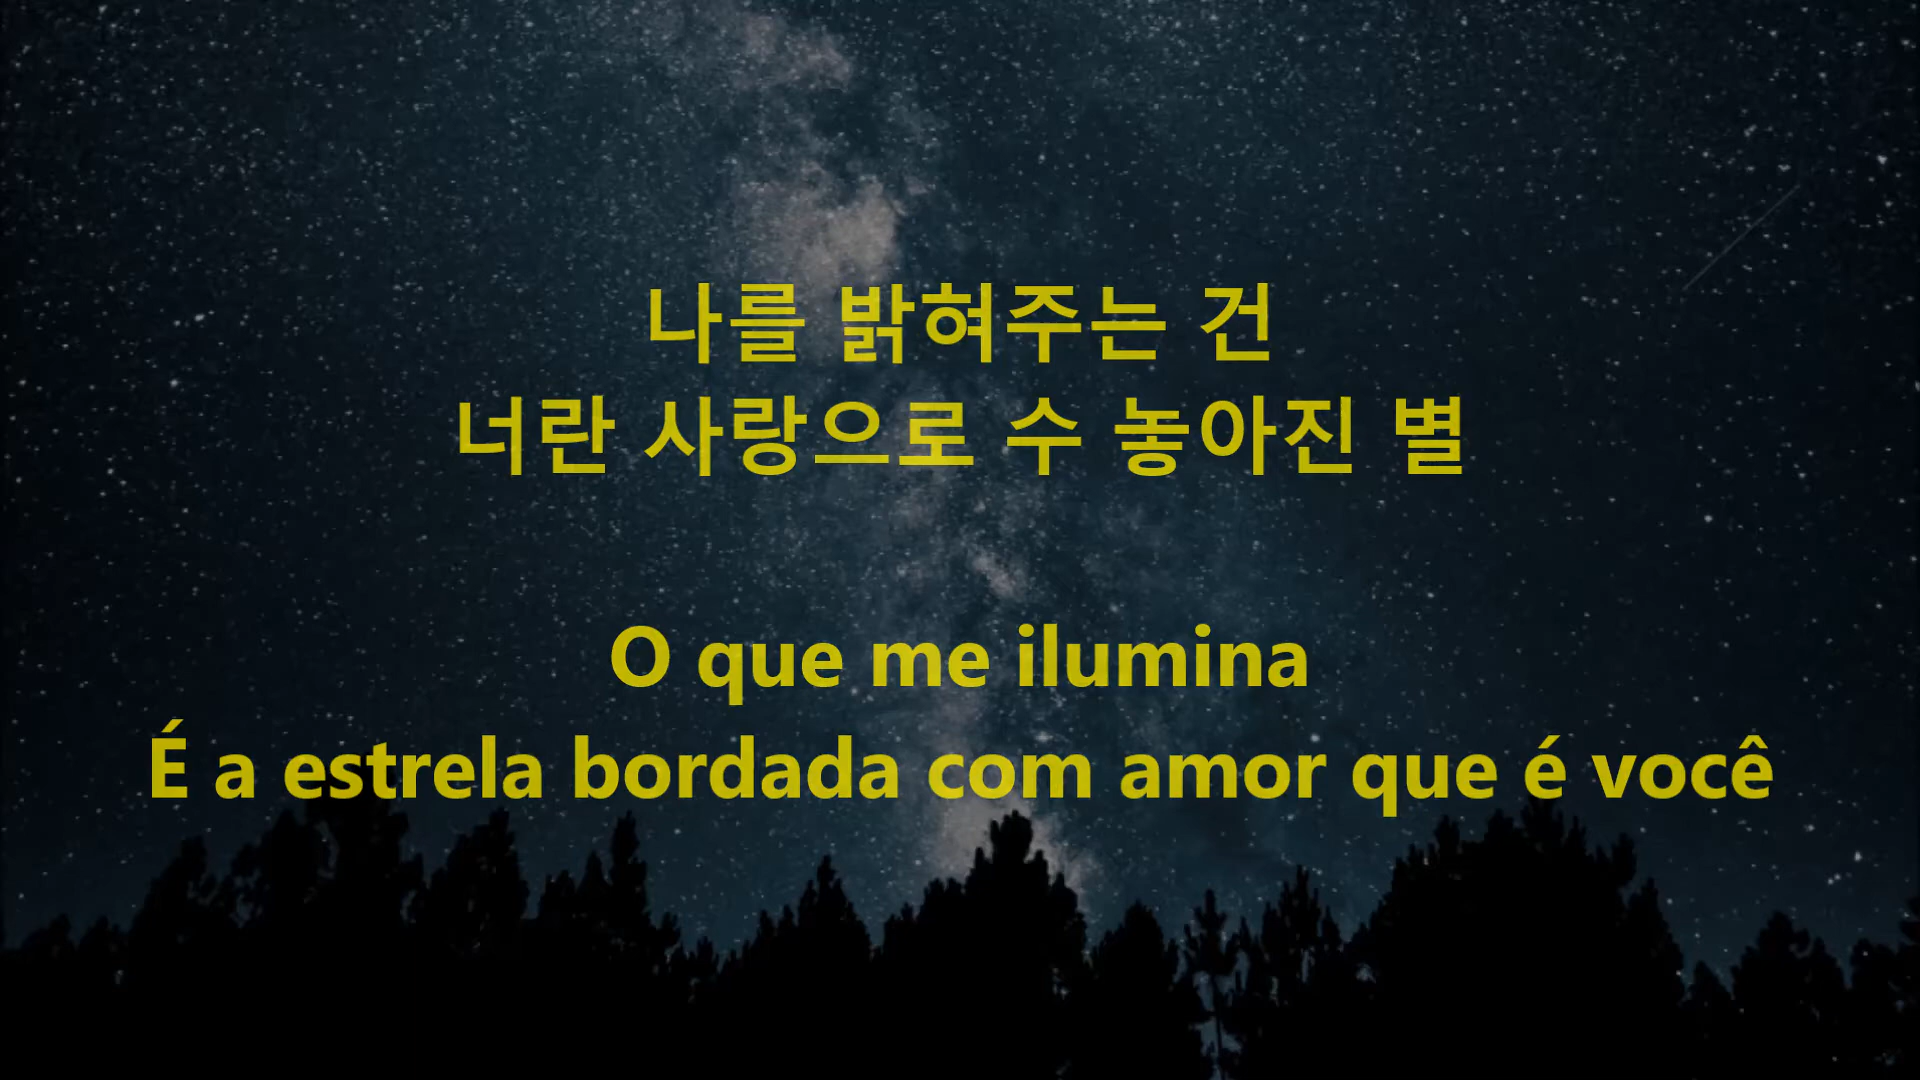 나를 밝혀주는 건
너란 사랑으로 수 놓아진 별
O que me ilumina
É a estrela bordada com amor que é você